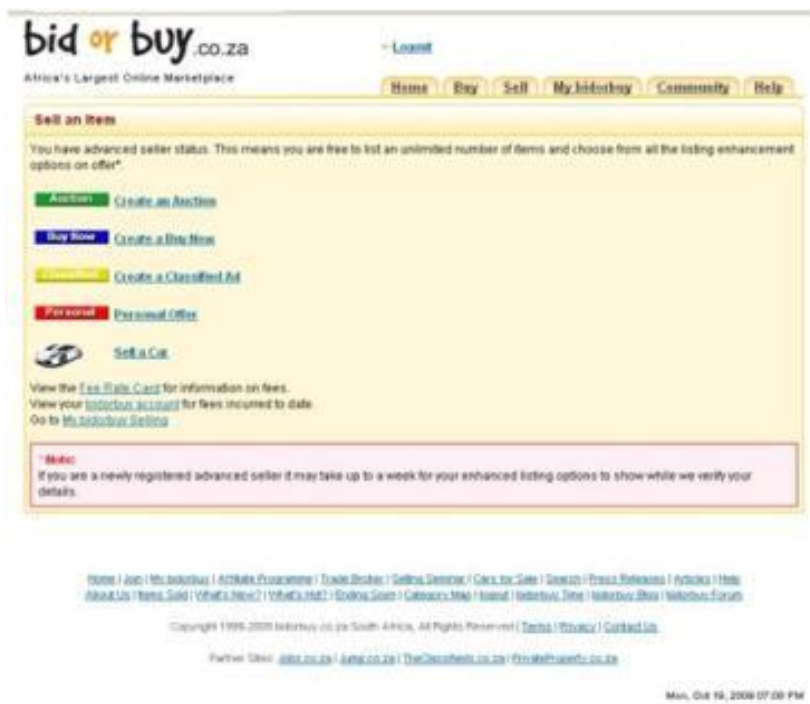 bid or buy.co.za
Logout
Africa's Largest Online Marketplace
Home Buy Sell My bidorbuy Community Help
Sell an Item
You have advanced seller status. This means you are free to list an unlimited number of items and choose from all the listing enhancement
options on offer*.
Auction Create an Auction
Buy Now Create a Buy Now
Classified Create a Classified Ad
Personal Personal Offer
Sell a Car
View the Fee Rate Card for information on fees.
View your bidorbuy account for fees incurred to date
Go to My bidorbuy Selling
*Note:
If you are a newly registered advanced seller it may take up to a week for your enhanced listing options to show while we verify your
details.
Home | Join | My bidorbuy | Affiliate Programme | Trade Broker | Selling Seminar | Cars for Sale | Search | Press Releases | Articles | Help
About Us | Items Sold | What's New? | What's Hot? | Ending Soon | Category Map | logout | bidorbuy Time | bidorbuy Blog | bidorbuy Forum
Copyright 1999-2009 bidorbuy.co.za South Africa, All Rights Reserved | Terms | Privacy | Contact Us
Partner Sites: Jobs.co.za | Jump.co.za | TheClassifieds.co.za | PrivateProperty.co.za
Mon, Oct 19, 2009 07:00 PM